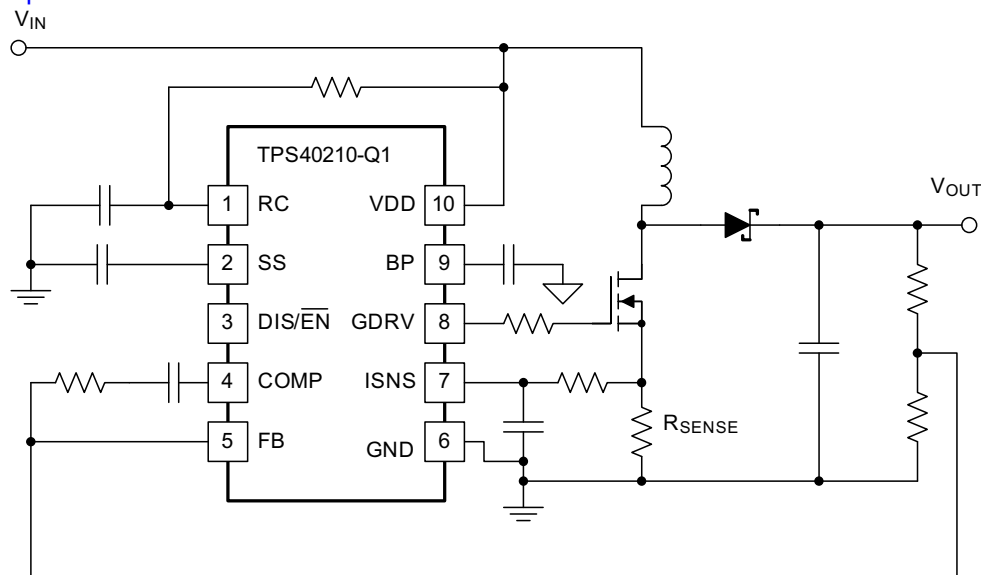 VIN
TPS40210-Q1
1 RC VDD 10
VOUT
2 SS BP 9
3 DIS/EN GDRV 8
4 COMP ISNS 7
RSENSE
5 FB GND 6